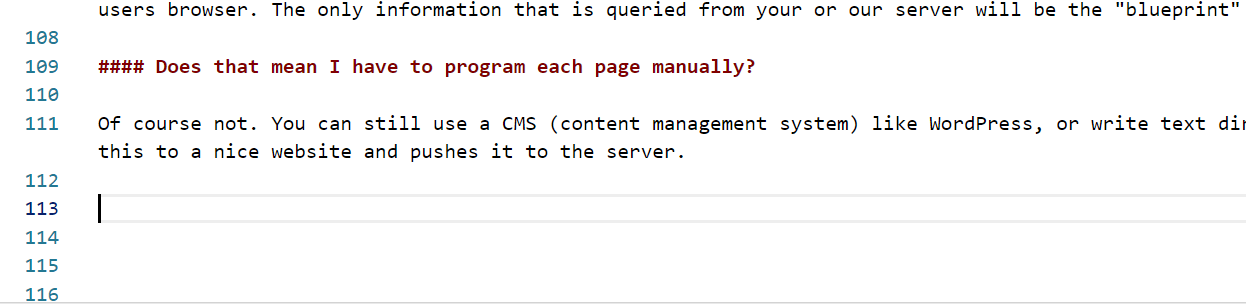 users browser. The only information that is queried from your or our server will be the "blueprint"
108
109 #### Does that mean I have to program each page manually?
110
111 Of course not. You can still use a CMS (content management system) like WordPress, or write text
this to a nice website and pushes it to the server.
112
113
114
115
116